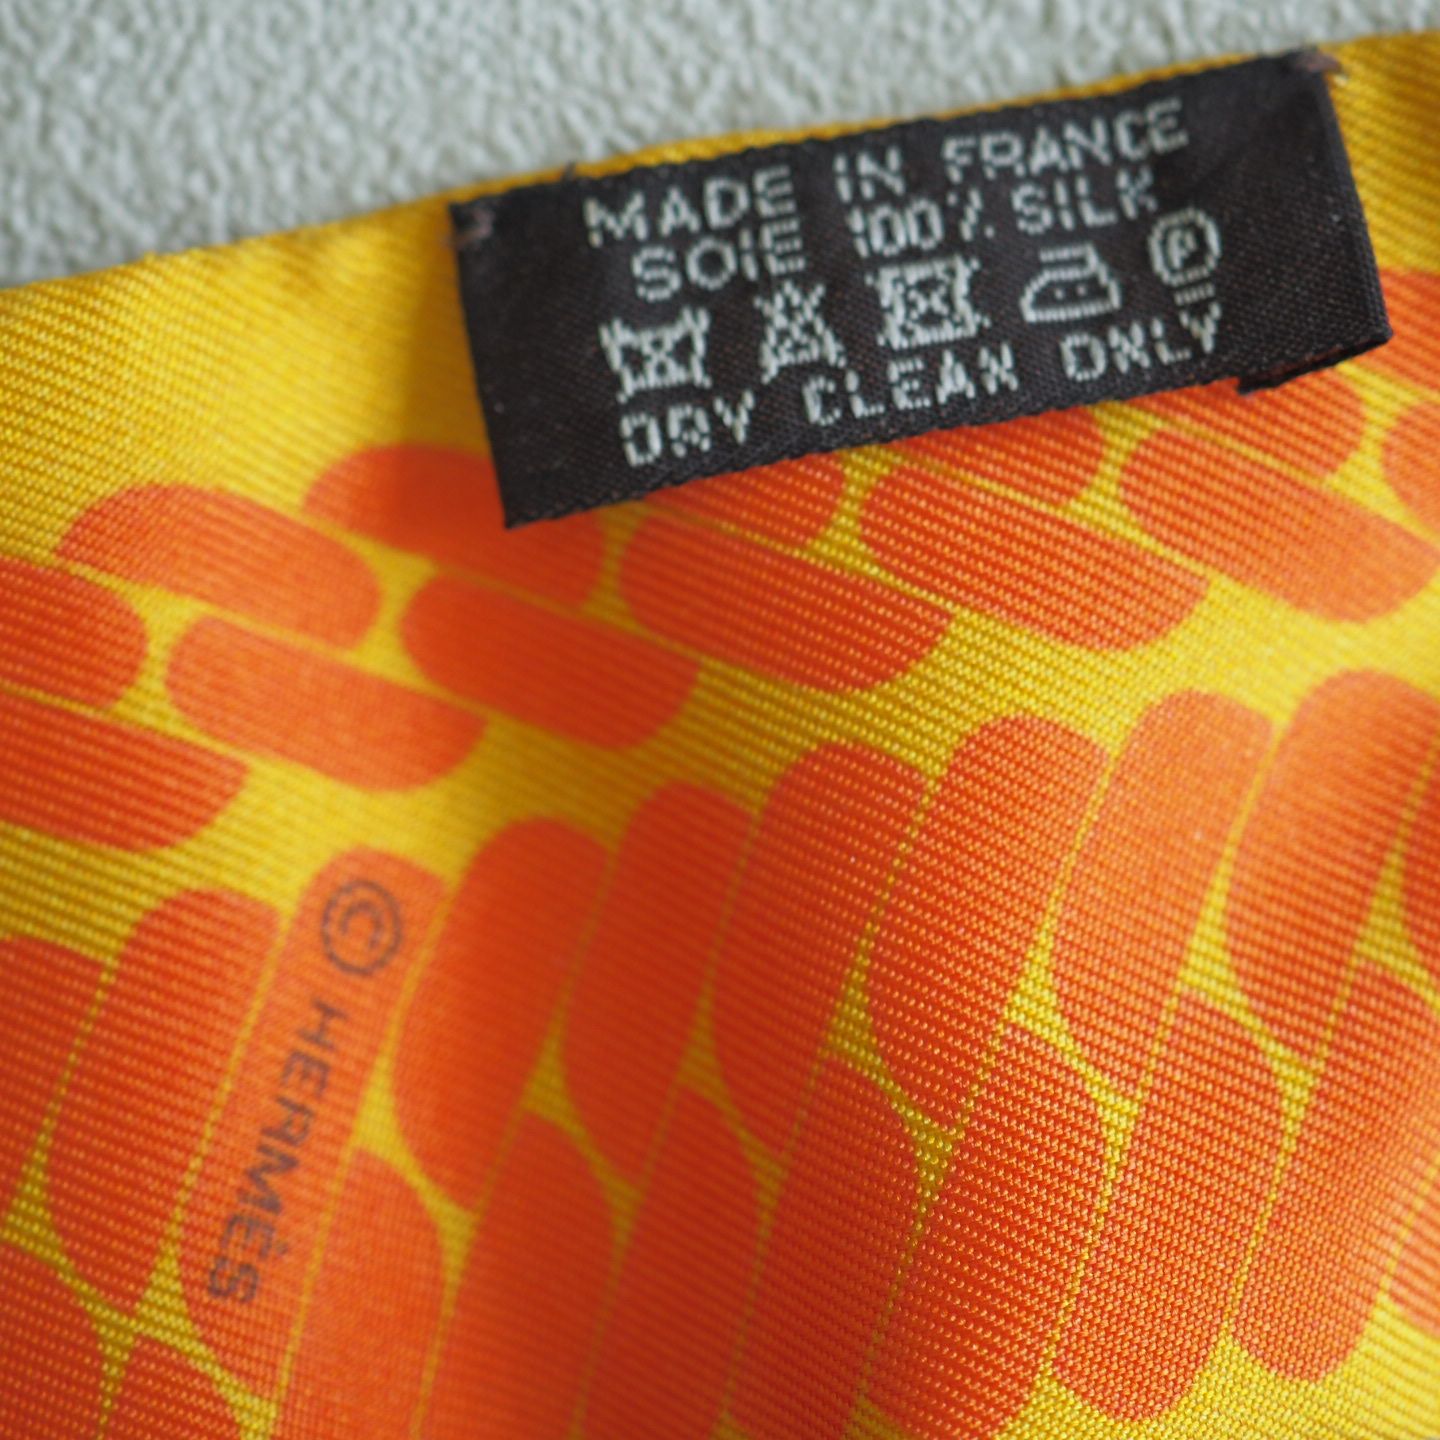 MADE IN FRANCE
SOIE 100% SILK
P
DRY CLEAN ONLY
© HERMÈS